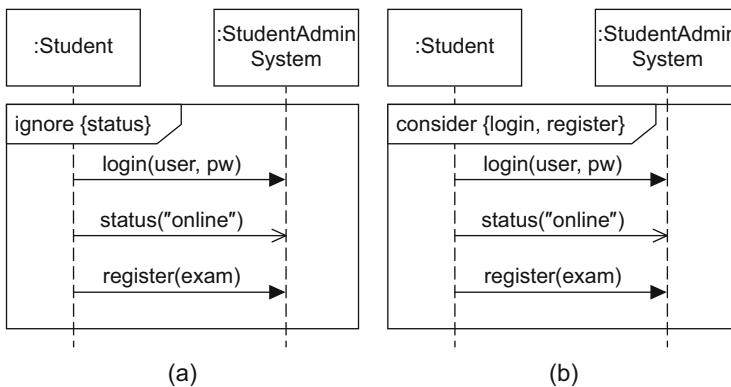 :Student
:StudentAdmin
System
ignore {status}
login(user, pw)
status("online")
register(exam)
(a)
:Student
:StudentAdmin
System
consider {login, register}
login(user, pw)
status("online")
register(exam)
(b)